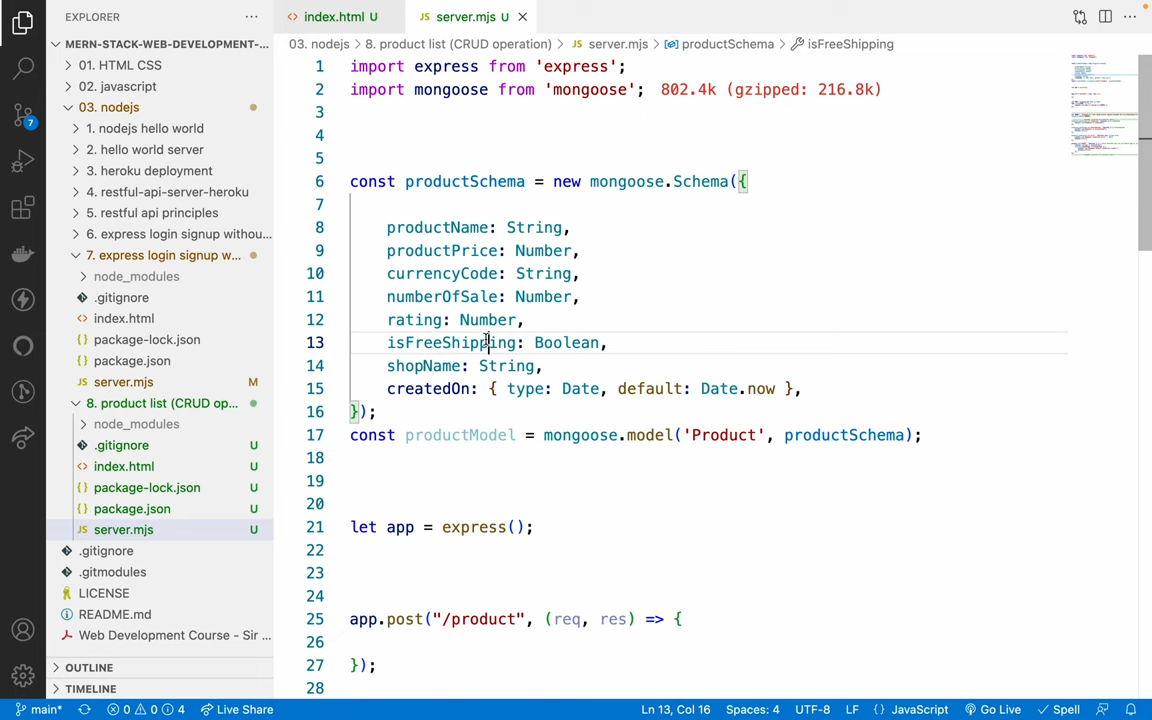 EXPLORER
MERN-STACK-WEB-DEVELOPMENT-...
01. HTML CSS
02. javascript
03. nodejs
1. nodejs hello world
2. hello world server
3. heroku deployment
4. restful-api-server-heroku
5. restful api principles
6. express login signup withou...
7. express login signup w...
node_modules
.gitignore
index.html
package-lock.json
package.json
server.mjs M
8. product list (CRUD op...
node_modules
.gitignore U
index.html U
package-lock.json U
package.json U
server.mjs U
.gitignore
.gitmodules
LICENSE
README.md
Web Development Course - Sir ...
OUTLINE
TIMELINE
7
index.html U
server.mjs U
03. nodejs > 8. product list (CRUD operation) > JS server.mjs > productSchema > isFreeShipping
1 import express from 'express';
2 import mongoose from 'mongoose'; 802.4k (gzipped: 216.8k)
3
4
5
6 const productSchema = new mongoose.Schema({
7
8 productName: String,
9 productPrice: Number,
10 currencyCode: String,
11 numberOfSale: Number,
12 rating: Number,
13 isFreeShipping: Boolean,
14 shopName: String,
15 createdOn: { type: Date, default: Date.now },
16 });
17 const productModel = mongoose.model('Product', productSchema);
18
19
20
21 let app = express();
22
23
24
25 app.post("/product", (req, res) => {
26
27 });
28
main* 0 0 4 Live Share Ln 13, Col 16 Spaces: 4 UTF-8 LF {} JavaScript Go Live Spell